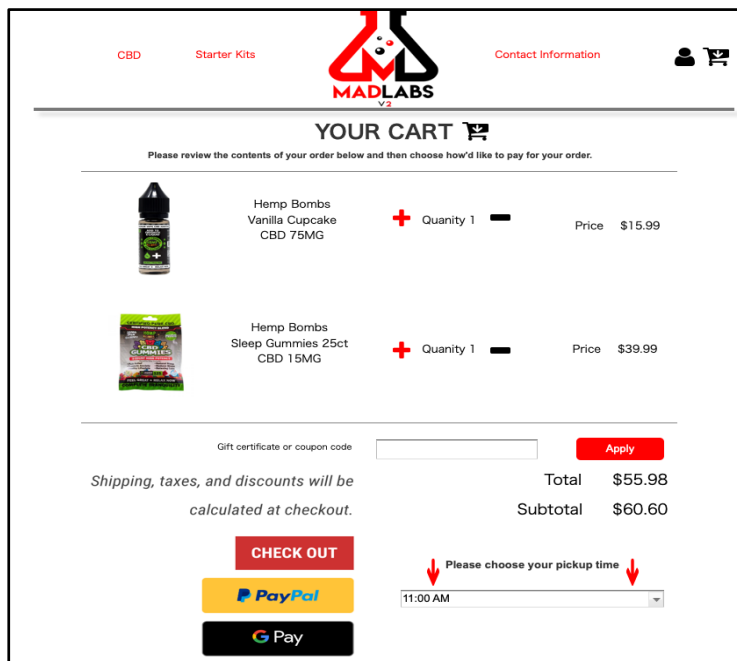 CBD
Starter Kits
Contact Information
MADLABS
V2
YOUR CART
Please review the contents of your order below and then choose how'd like to pay for your order.
Hemp Bombs
Vanilla Cupcake
CBD 75MG
Quanity 1
Price $15.99
CBD
GUMMIES
Hemp Bombs
Sleep Gummies 25ct
CBD 15MG
Quanity 1
Price $39.99
Gift certificate or coupon code
Apply
Shipping, taxes, and discounts will be
calculated at checkout.
Total $55.98
Subtotal $60.60
CHECK OUT
PayPal
G Pay
Please choose your pickup time
11:00 AM